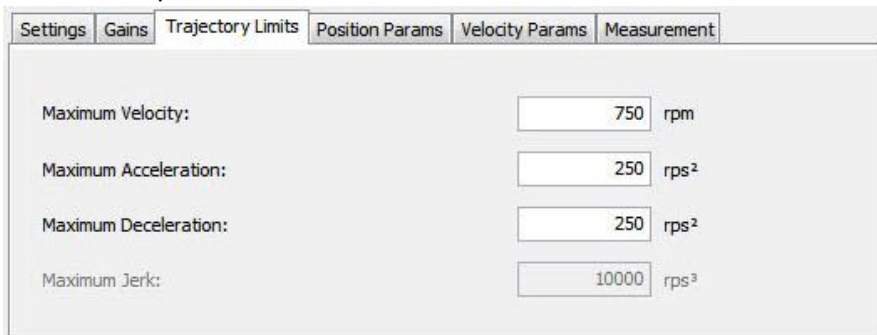 Settings Gains Trajectory Limits Position Params Velocity Params Measurement
Maximum Velocity: 750 rpm
Maximum Acceleration: 250 rps²
Maximum Deceleration: 250 rps²
Maximum Jerk: 10000 rps³